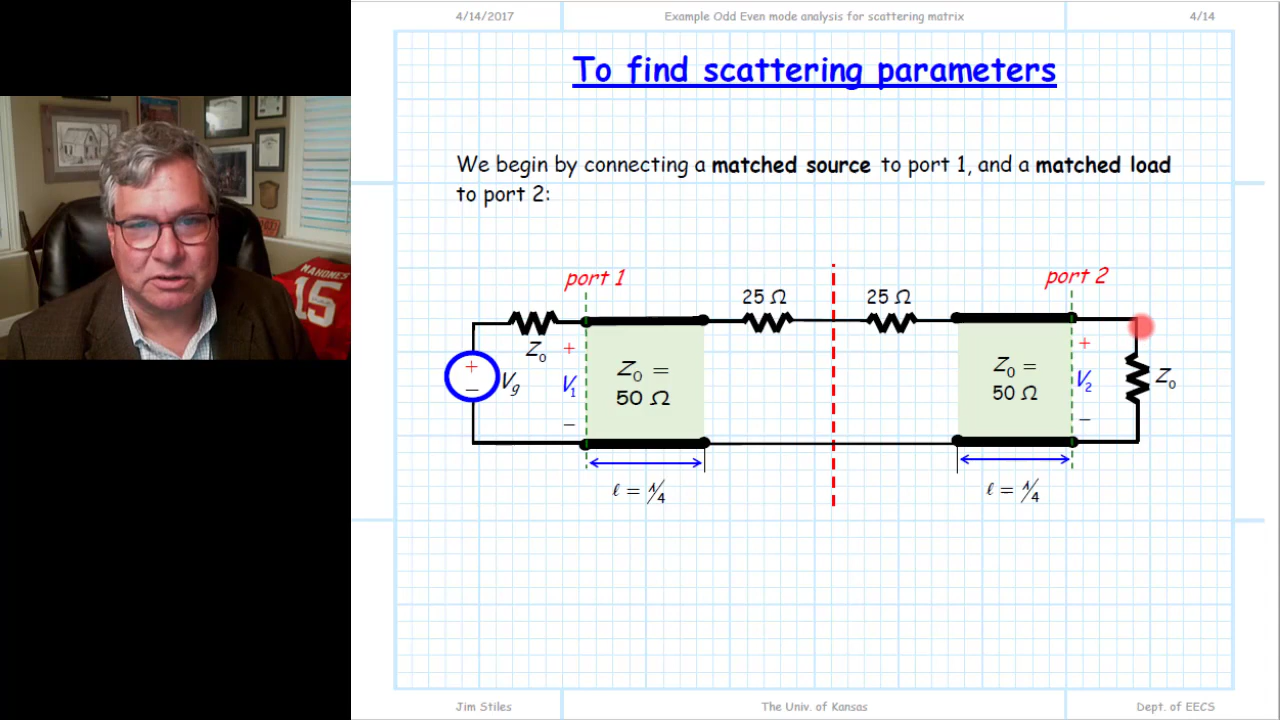 4/14/2017
Example Odd Even mode analysis for scattering matrix
4/14
To find scattering parameters
We begin by connecting a matched source to port 1, and a matched load
to port 2:
port 1
port 2
25 Ω
25 Ω
Z₀
+
−
V_g
+
V₁
−
Z₀ =
50 Ω
Z₀ =
50 Ω
+
V₂
−
Z₀
ℓ = λ/4
ℓ = λ/4
MAHOMES
15
Jim Stiles
The Univ. of Kansas
Dept. of EECS